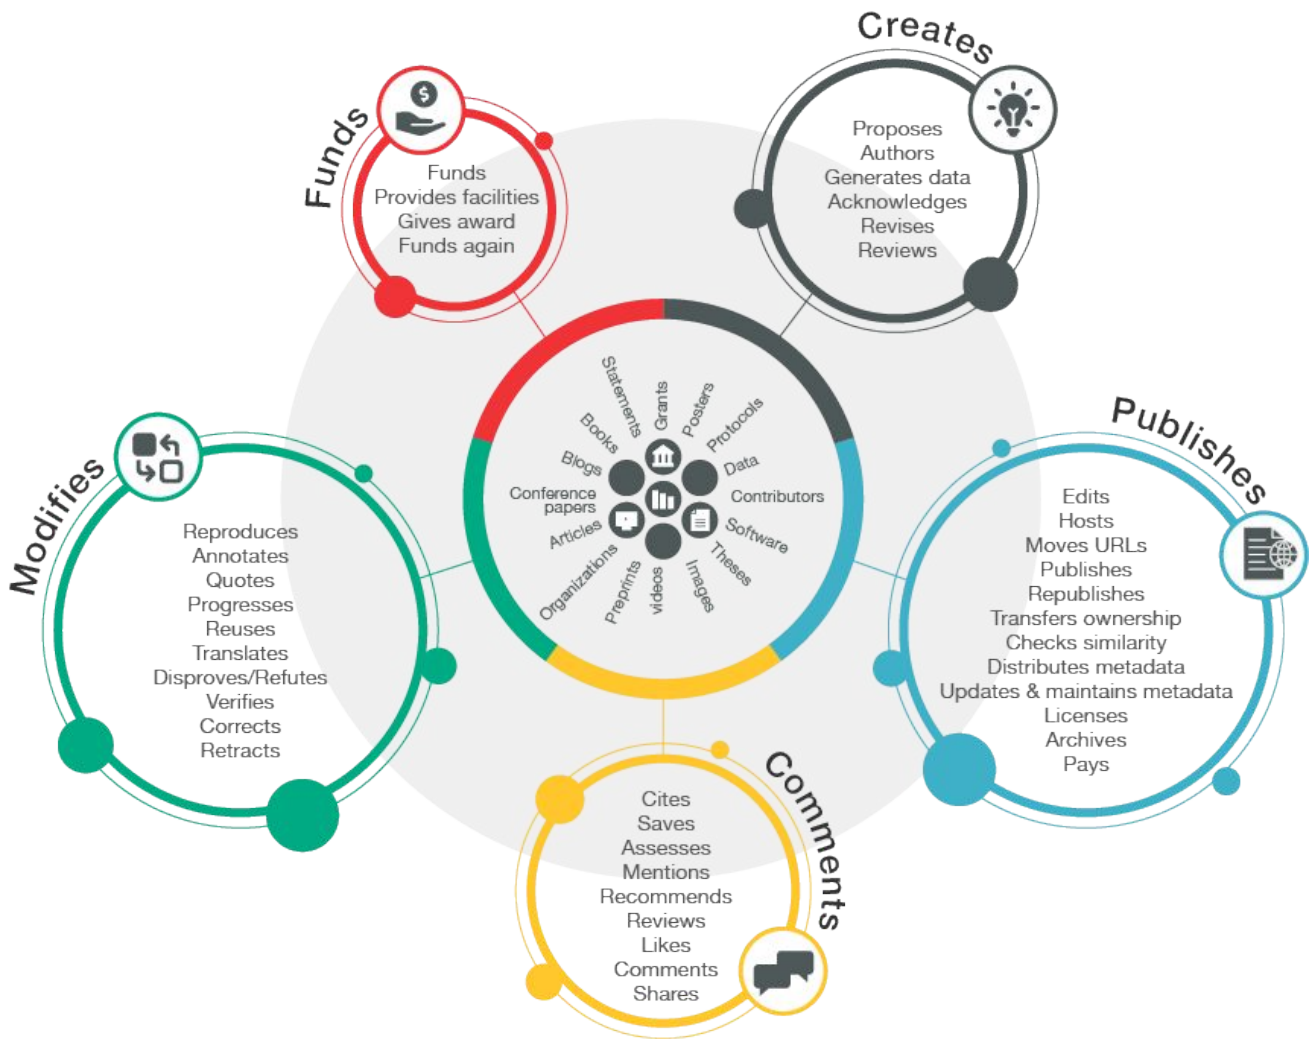 Creates
Proposes
Authors
Generates data
Acknowledges
Revises
Reviews
Funds
$
Funds
Provides facilities
Gives award
Funds again
Publishes
Edits
Hosts
Moves URLs
Publishes
Republishes
Transfers ownership
Checks similarity
Distributes metadata
Updates & maintains metadata
Licenses
Archives
Pays
Modifies
Reproduces
Annotates
Quotes
Progresses
Reuses
Translates
Disproves/Refutes
Verifies
Corrects
Retracts
Comments
Cites
Saves
Assesses
Mentions
Recommends
Reviews
Likes
Comments
Shares
Grants
Posters
Protocols
Data
Contributors
Software
Theses
Images
videos
Preprints
Organizations
Articles
Conference
papers
Blogs
Books
Statements